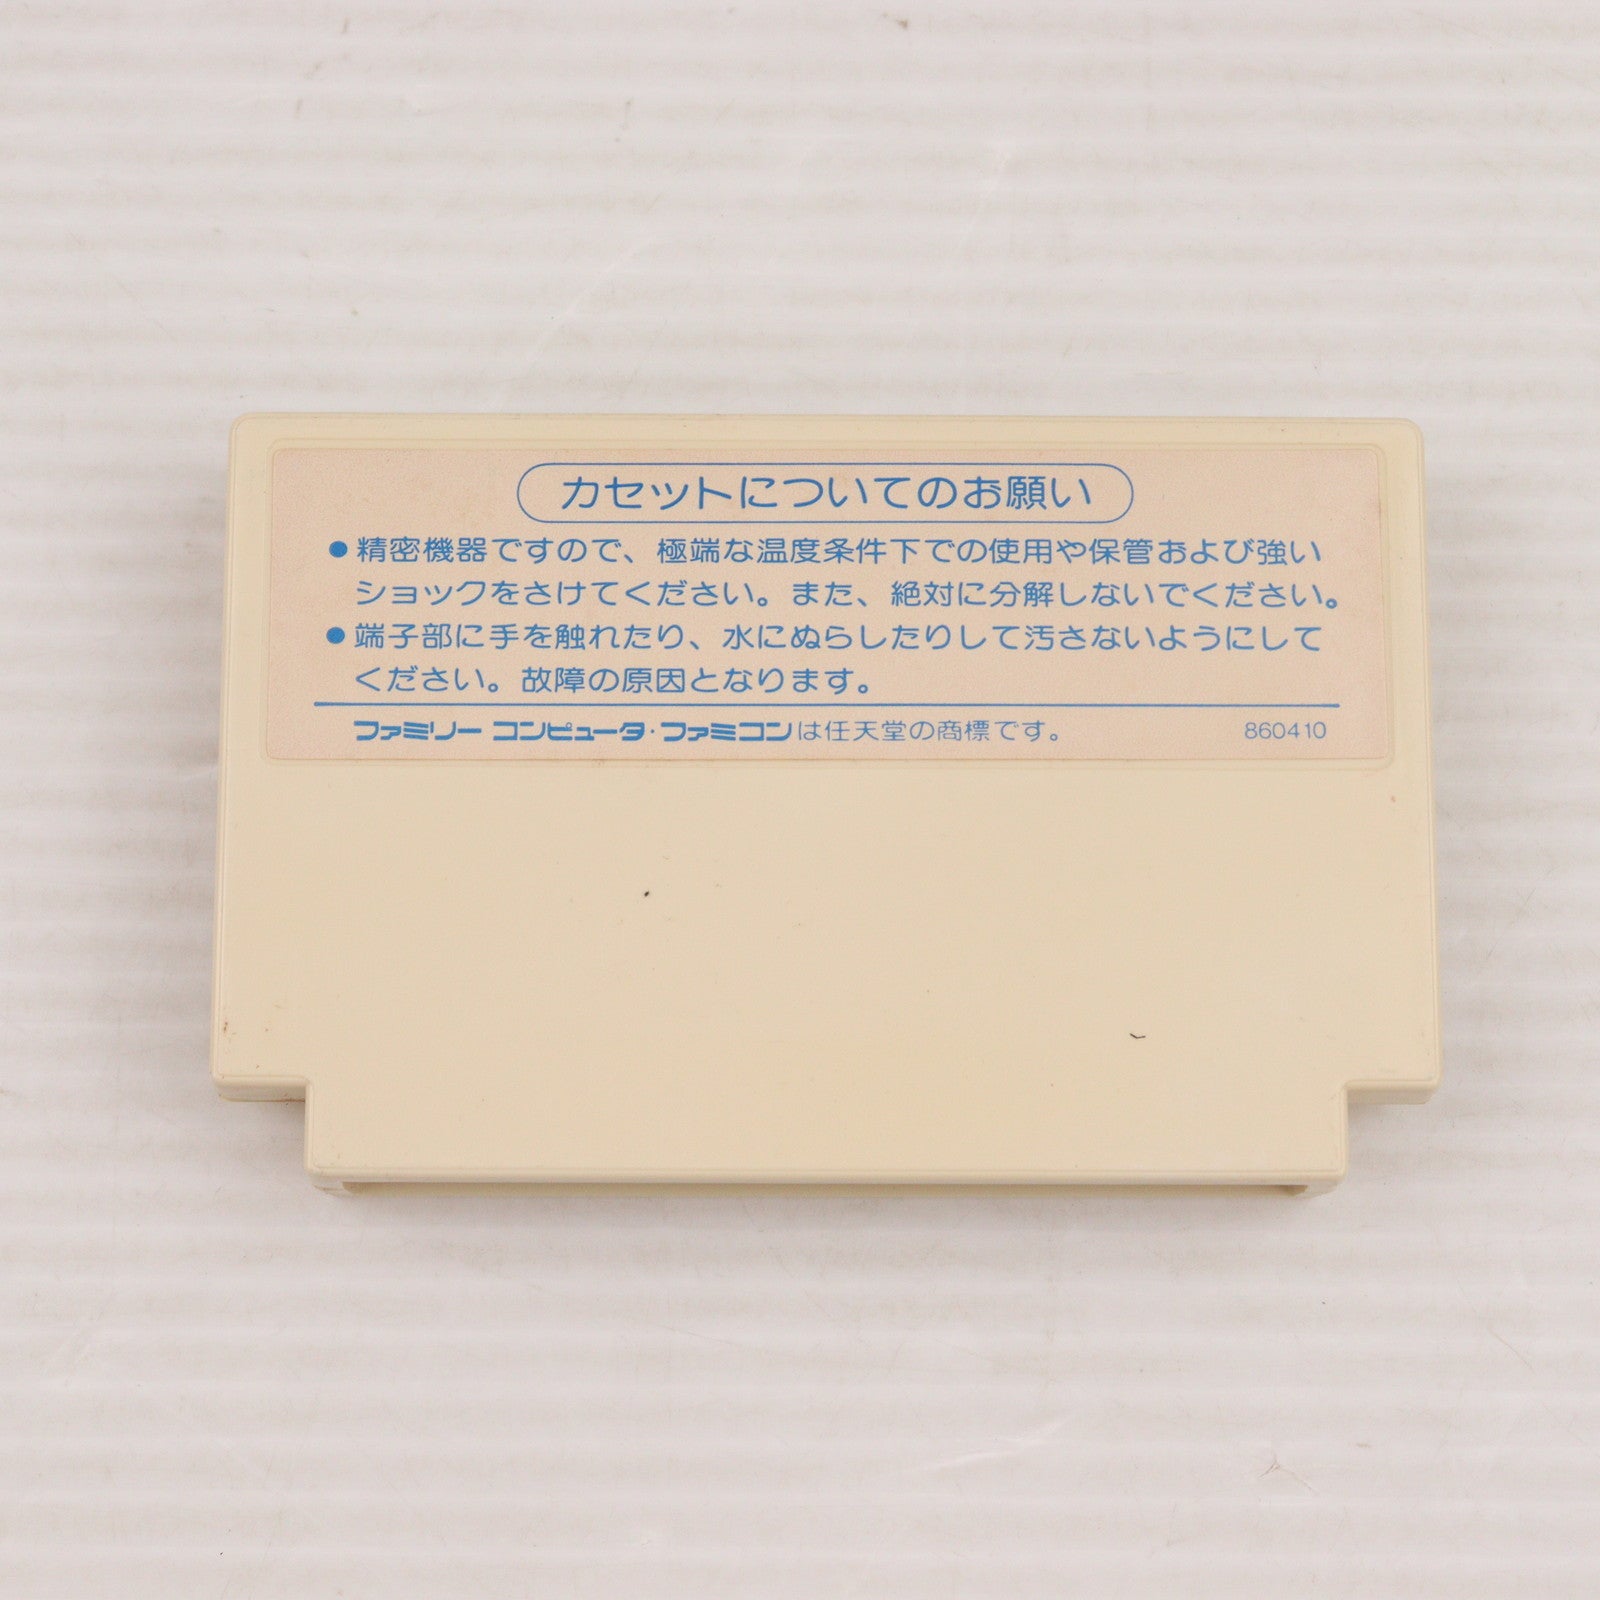 カセットについてのお願い
●精密機器ですので、極端な温度条件下での使用や保管および強い
ショックをさけてください。また、絶対に分解しないでください。
●端子部に手を触れたり、水にぬらしたりして汚さないようにして
ください。故障の原因となります。
ファミリー コンピュータ・ファミコンは任天堂の商標です。 860410